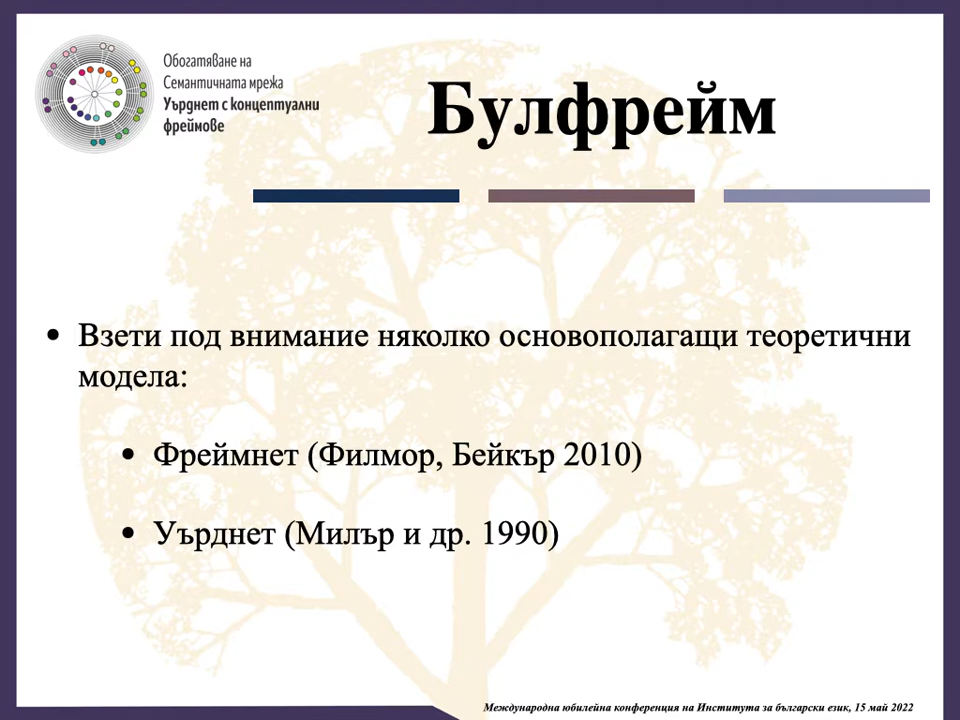 Обогатяване на
Семантичната мрежа
Уърднет с концептуални
фреймове
Булфрейм
• Взети под внимание няколко основополагащи теоретични
модела:
• Фреймнет (Филмор, Бейкър 2010)
• Уърднет (Милър и др. 1990)
Международна юбилейна конференция на Института за български език, 15 май 2022